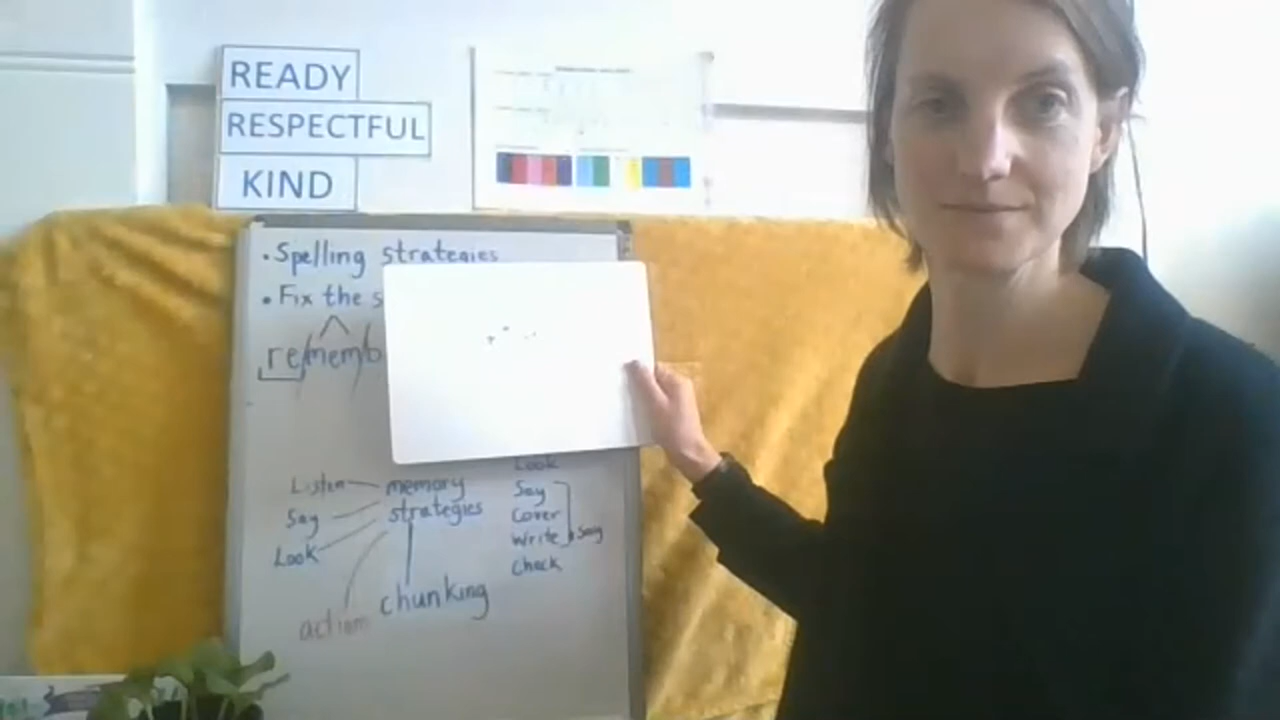 READY
RESPECTFUL
KIND
• Spelling strategies
• Fix the s
re/mem/b
Look
Listen memory Say
Say strategies Cover
Look Write Say
Check
chunking
action